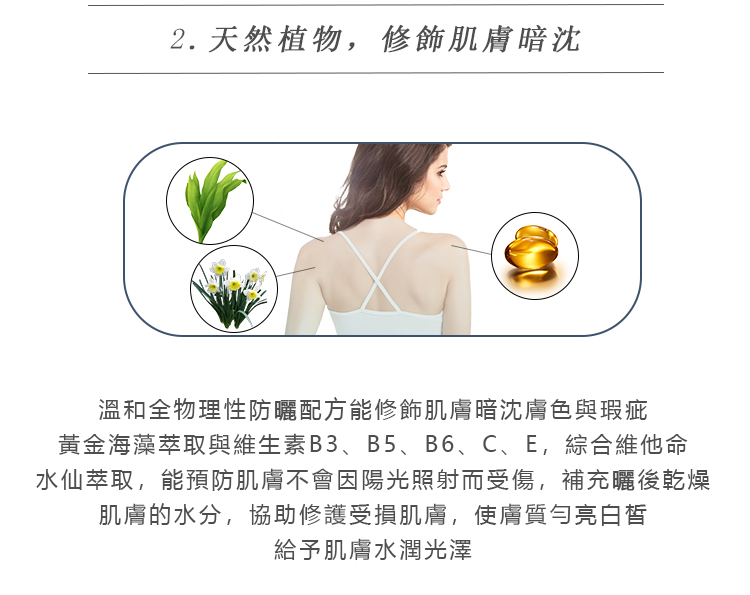 2. 天然植物，修飾肌膚暗沈
溫和全物理性防曬配方能修飾肌膚暗沈膚色與瑕疵
黃金海藻萃取與維生素B3、B5、B6、C、E，綜合維他命
水仙萃取，能預防肌膚不會因陽光照射而受傷，補充曬後乾燥
肌膚的水分，協助修護受損肌膚，使膚質勻亮白皙
給予肌膚水潤光澤